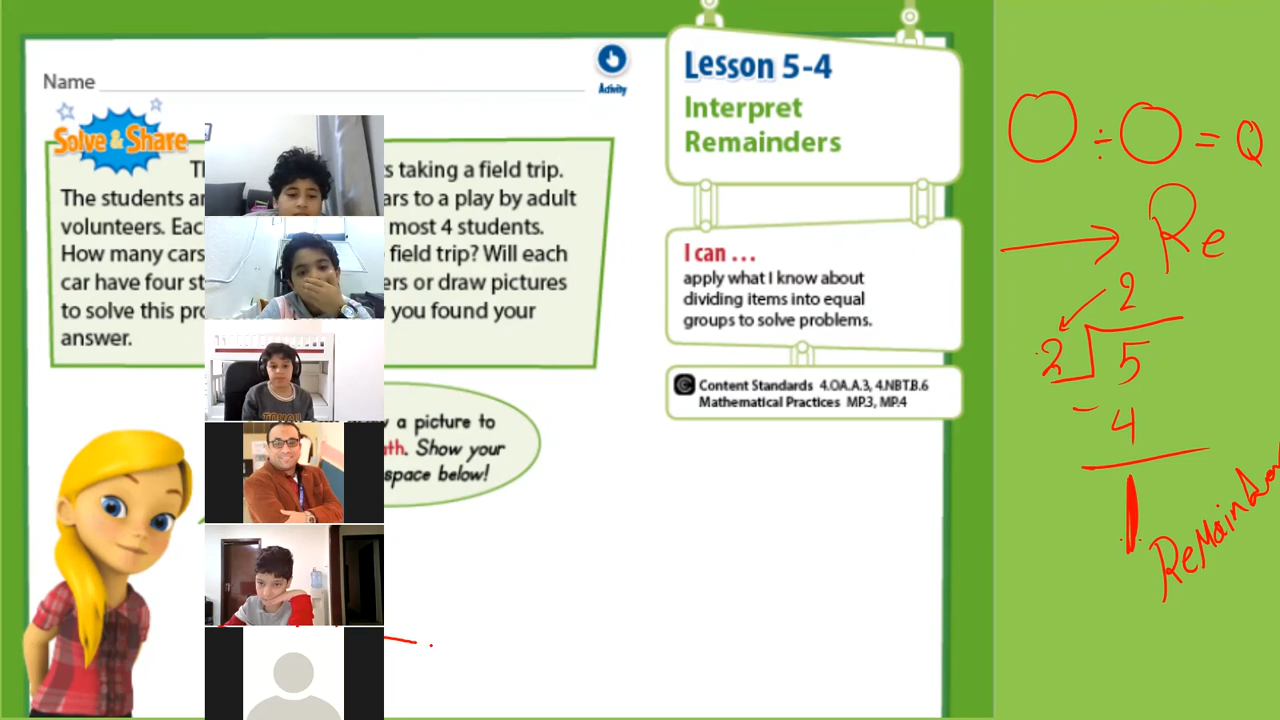 Name
Activity
Solve & Share
s taking a field trip.
The students ar ars to a play by adult
volunteers. Eac most 4 students.
How many cars field trip? Will each
car have four st ers or draw pictures
to solve this pro you found your
answer.
a picture to
Show your
space below!
Lesson 5-4
Interpret
Remainders
I can ...
apply what I know about
dividing items into equal
groups to solve problems.
Content Standards 4.OA.A.3, 4.NBT.B.6
Mathematical Practices MP.3, MP.4
÷ = Q
→ Re
2
2 5
- 4
1